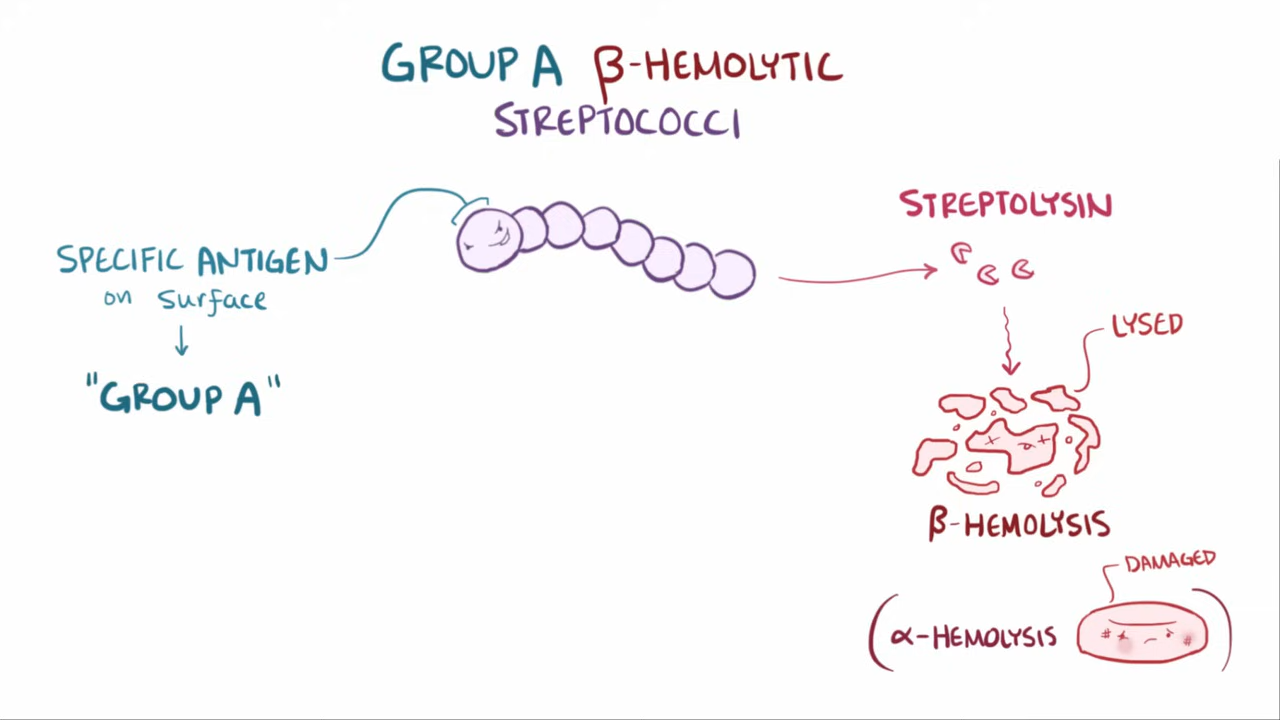 GROUP A β-HEMOLYTIC
STREPTOCOCCI
SPECIFIC ANTIGEN
on surface
"GROUP A"
STREPTOLYSIN
LYSED
β-HEMOLYSIS
DAMAGED
(α-HEMOLYSIS )